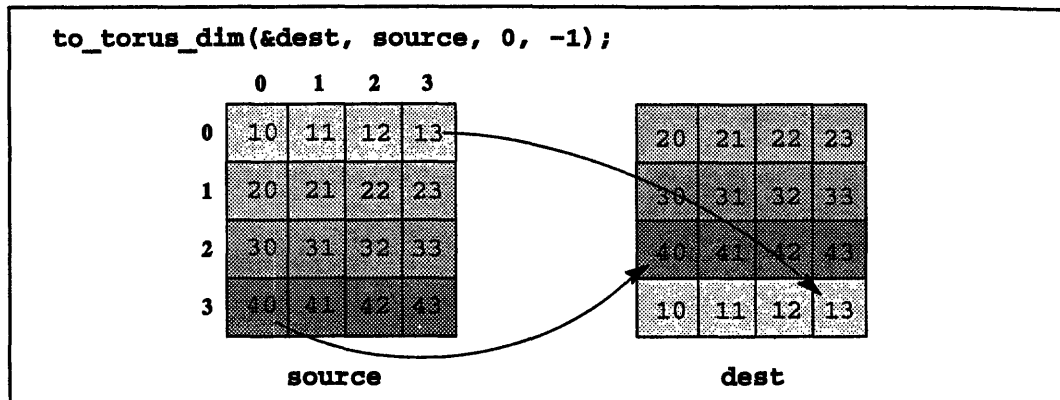 to_torus_dim(&dest, source, 0, -1);
0 1 2 3
0 10 11 12 13
1 20 21 22 23
2 30 31 32 33
3 40 41 42 43
source
20 21 22 23
30 31 32 33
40 41 42 43
10 11 12 13
dest